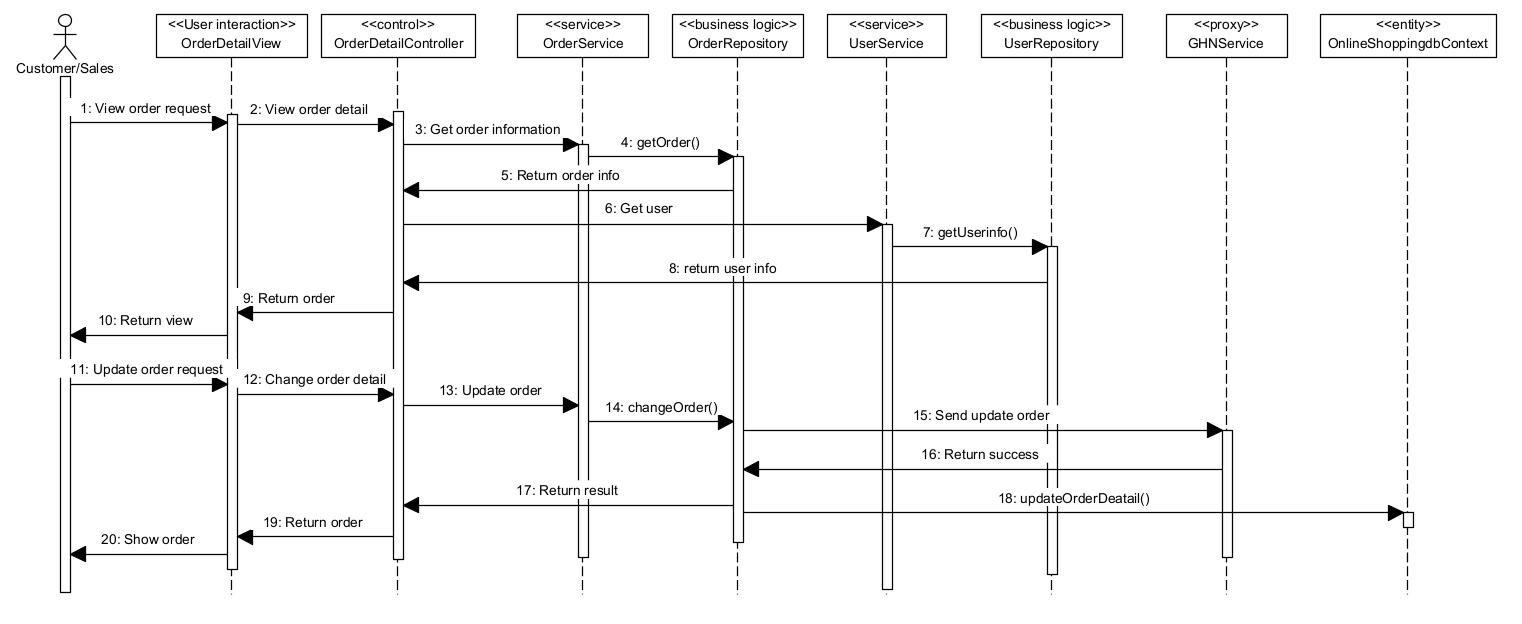 <<User interaction>>
OrderDetailView
<<control>>
OrderDetailController
<<service>>
OrderService
<<business logic>>
OrderRepository
<<service>>
UserService
<<business logic>>
UserRepository
<<proxy>>
GHNService
<<entity>>
OnlineShoppingdbContext
Customer/Sales
1: View order request
2: View order detail
3: Get order information
4: getOrder()
5: Return order info
6: Get user
7: getUserinfo()
8: return user info
9: Return order
10: Return view
11: Update order request
12: Change order detail
13: Update order
14: changeOrder()
15: Send update order
16: Return success
17: Return result
18: updateOrderDeatail()
19: Return order
20: Show order